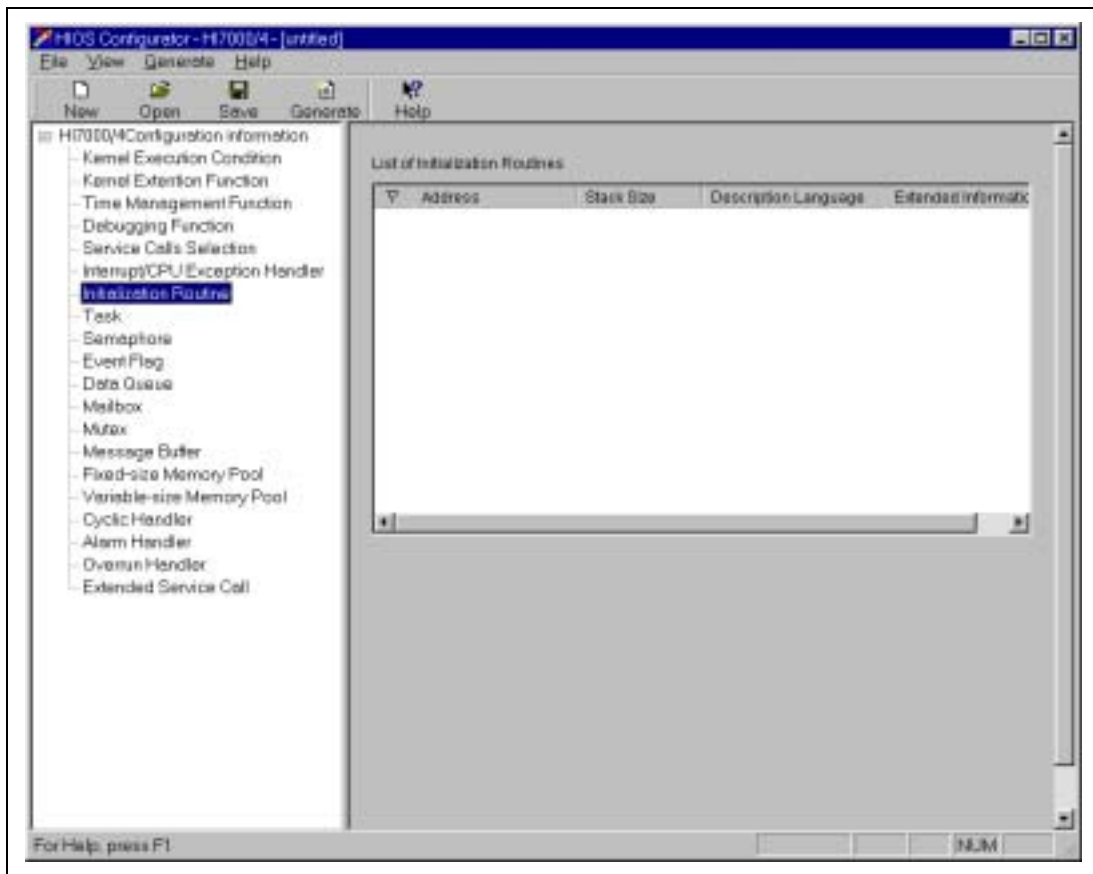 HIOS Configurator - HI7000/4 - [untitled]
File View Generate Help
New Open Save Generate Help
HI7000/4Configuration information
Kernel Execution Condition
Kernel Extention Function
Time Management Function
Debugging Function
Service Calls Selection
Interrupt/CPU Exception Handler
Initialization Routine
Task
Semaphore
Event Flag
Data Queue
Mailbox
Mutex
Message Buffer
Fixed-size Memory Pool
Variable-size Memory Pool
Cyclic Handler
Alarm Handler
Overrun Handler
Extended Service Call
List of Initialization Routines
Address Stack Size Description Language Extended Informatic
For Help, press F1
NUM